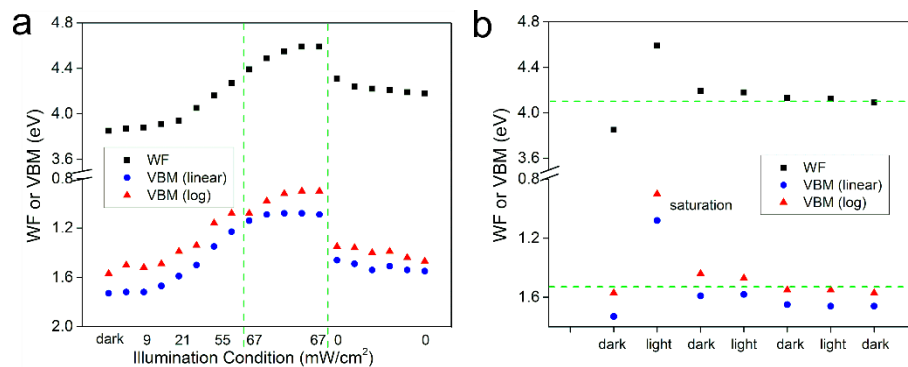 a
WF or VBM (eV)
4.8
4.4
4.0
3.6
0.8
1.2
1.6
2.0
WF
VBM (linear)
VBM (log)
dark 9 21 55 67 67 0 0
Illumination Condition (mW/cm²)
b
WF or VBM (eV)
4.8
4.4
4.0
3.6
0.8
1.2
1.6
WF
VBM (linear)
VBM (log)
saturation
dark light dark light dark light dark